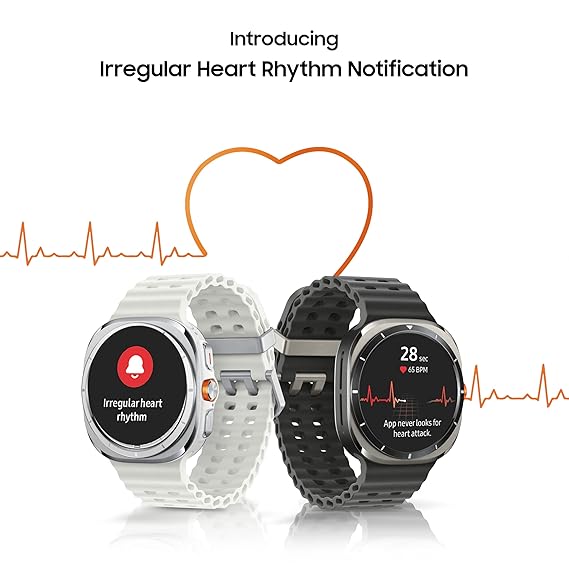 Introducing
Irregular Heart Rhythm Notification
Irregular heart
rhythm
28 sec
65 BPM
App never looks for
heart attack.